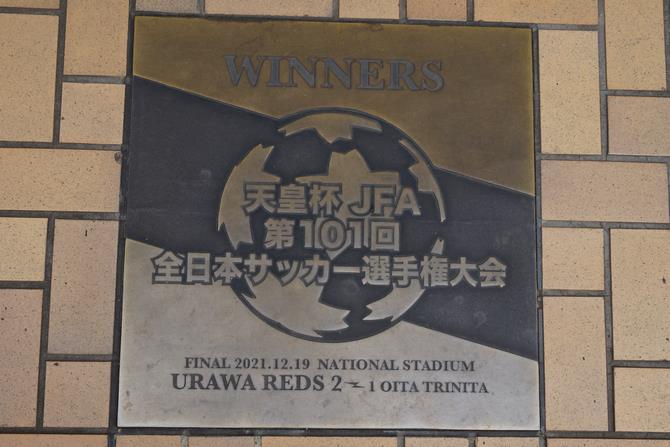 WINNERS
天皇杯 JFA
第101回
全日本サッカー選手権大会
FINAL 2021.12.19 NATIONAL STADIUM
URAWA REDS 2 - 1 OITA TRINITA